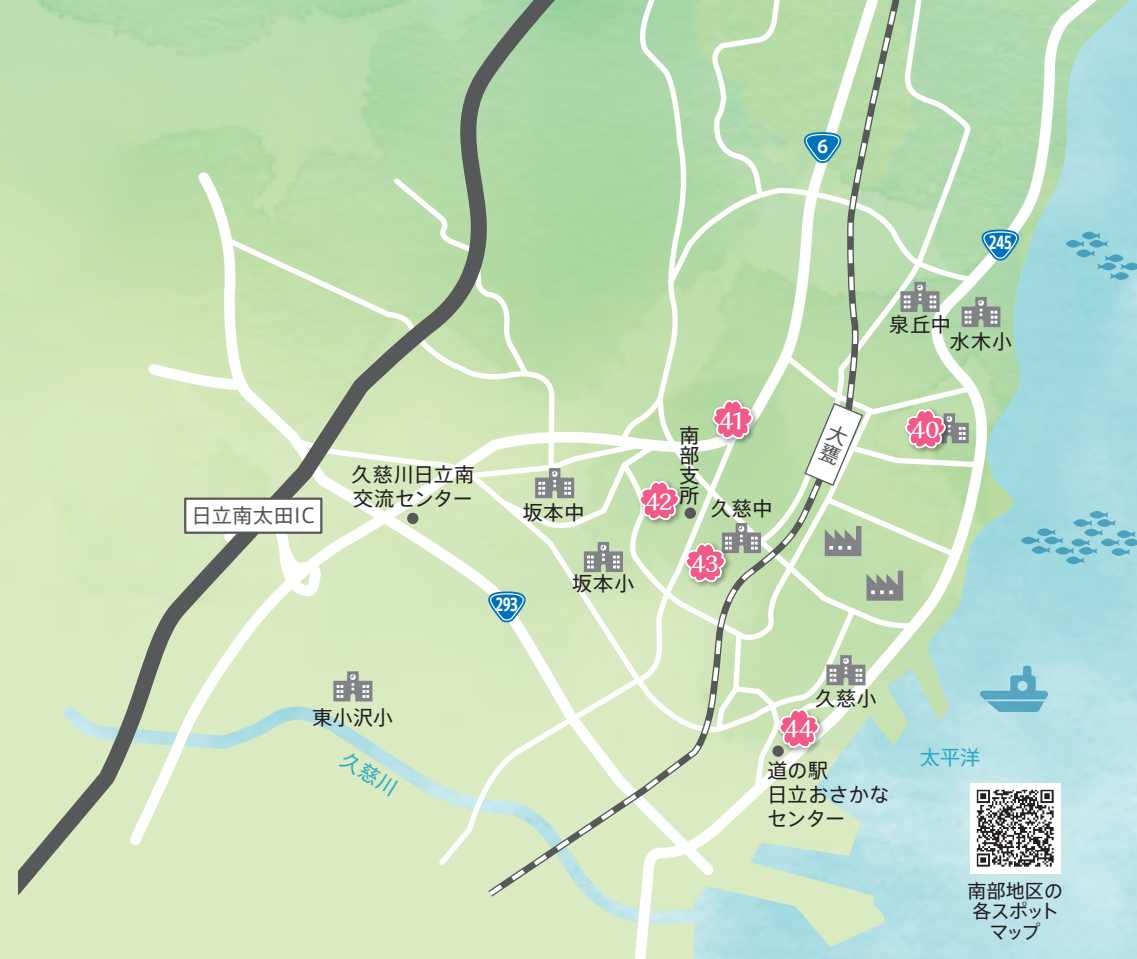 6
245
泉丘中
水木小
41
40
南部支所
大甕
久慈川日立南
交流センター
坂本中
42
久慈中
日立南太田IC
43
坂本小
293
東小沢小
久慈小
44
久慈川
太平洋
道の駅
日立おさかな
センター
南部地区の
各スポット
マップ